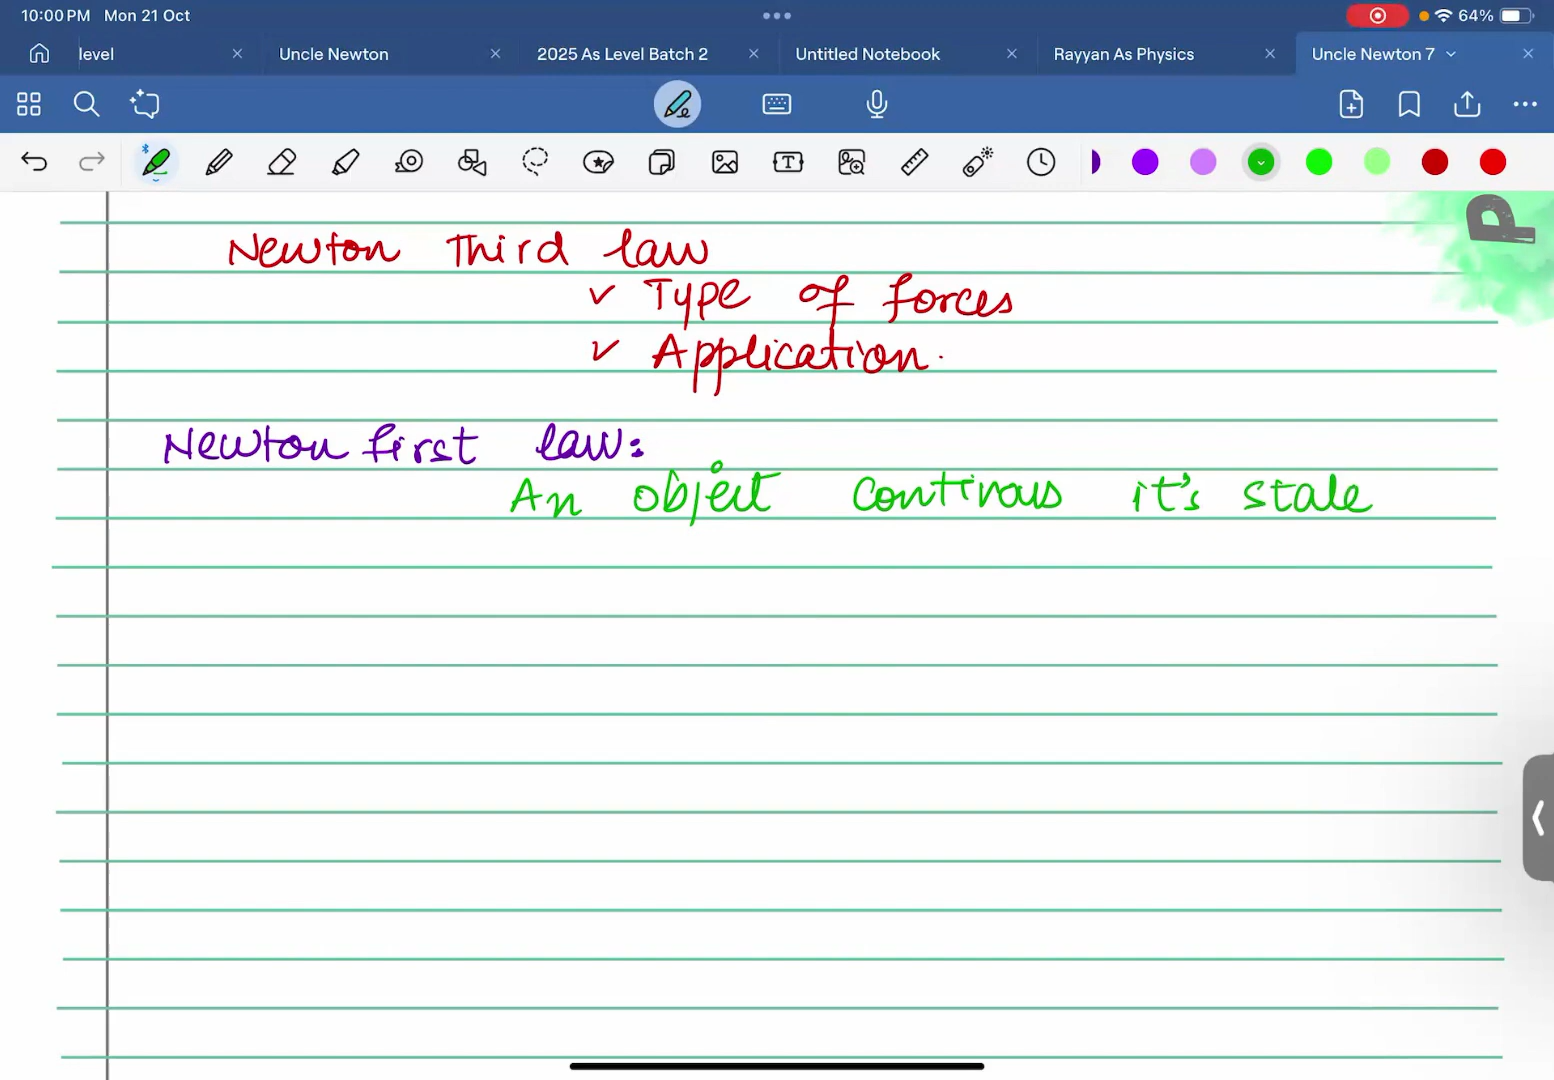 10:00 PM Mon 21 Oct
64%
level
Uncle Newton
2025 As Level Batch 2
Untitled Notebook
Rayyan As Physics
Uncle Newton 7
P
Newton Third law
✓ Type of forces
✓ Application.
Newton first law:
An object continous it's state